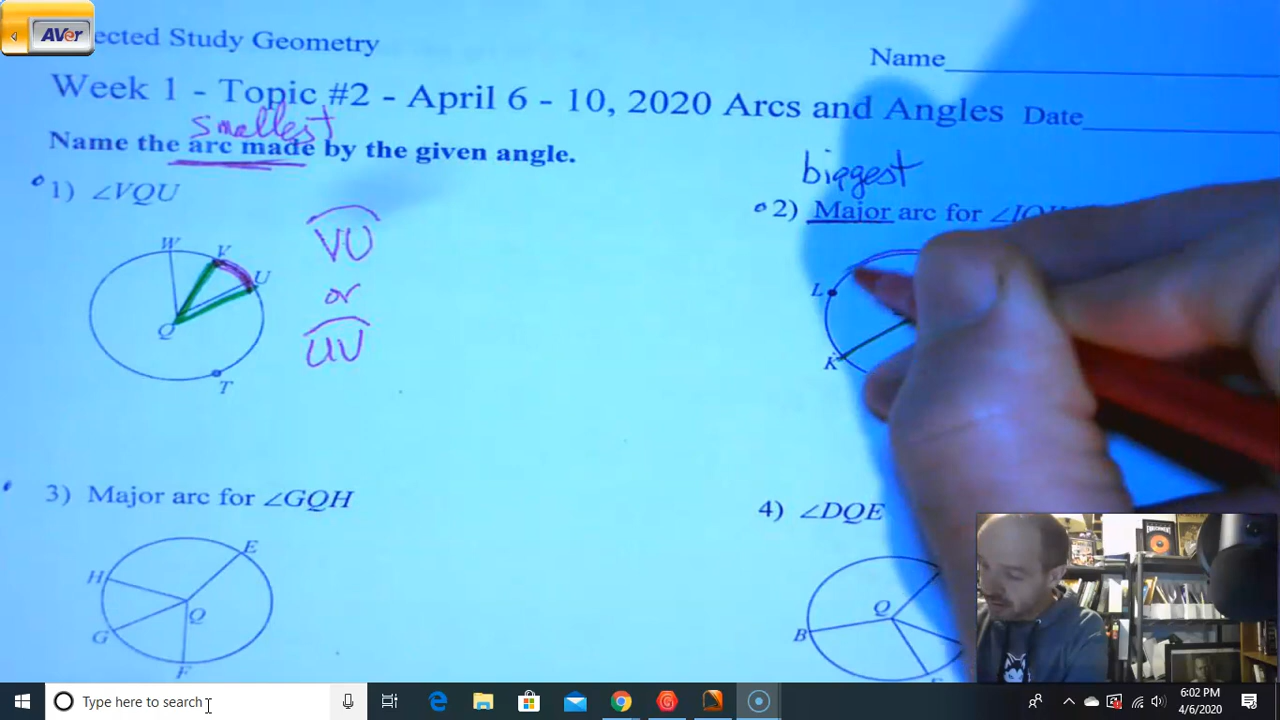 AVer
ected Study Geometry
Name
Week 1 - Topic #2 - April 6 - 10, 2020 Arcs and Angles Date
smallest
Name the arc made by the given angle.
biggest
1) ∠VQU
2) Major arc for
W V U Q T
VU
or
UV
L
K
3) Major arc for ∠GQH
4) ∠DQE
E
H
Q
G
F
Q
B
Type here to search
6:02 PM
4/6/2020